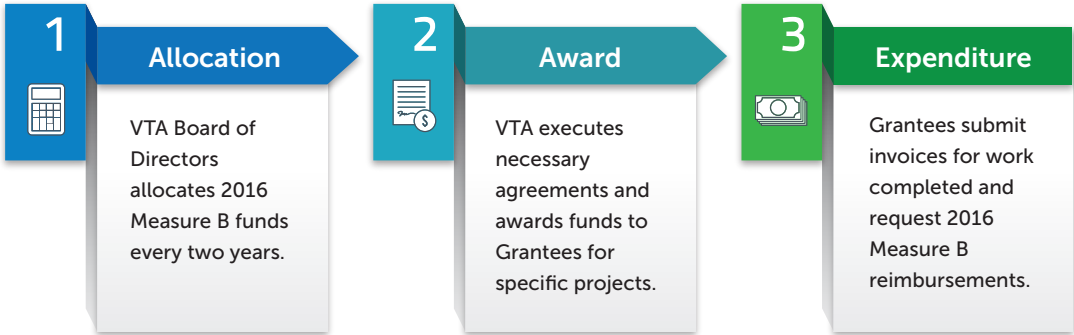 1
Allocation
VTA Board of
Directors
allocates 2016
Measure B funds
every two years.
2
Award
$
VTA executes
necessary
agreements and
awards funds to
Grantees for
specific projects.
3
Expenditure
Grantees submit
invoices for work
completed and
request 2016
Measure B
reimbursements.